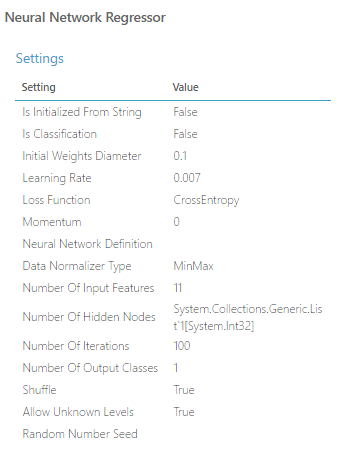 Neural Network Regressor
Settings
Setting Value
Is Initialized From String False
Is Classification False
Initial Weights Diameter 0.1
Learning Rate 0.007
Loss Function CrossEntropy
Momentum 0
Neural Network Definition
Data Normalizer Type MinMax
Number Of Input Features 11
Number Of Hidden Nodes System.Collections.Generic.Lis
t`1[System.Int32]
Number Of Iterations 100
Number Of Output Classes 1
Shuffle True
Allow Unknown Levels True
Random Number Seed